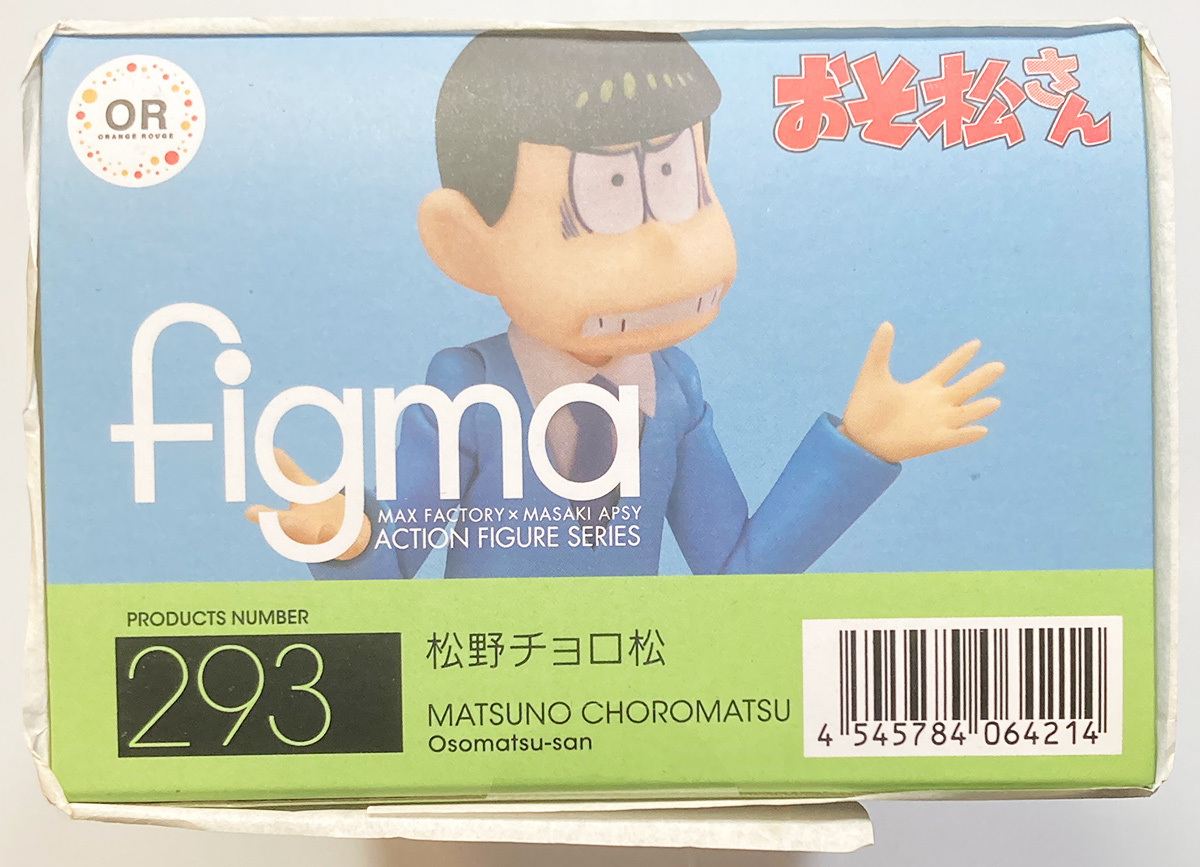 OR
ORANGE ROUGE
おそ松さん
figma
MAX FACTORY × MASAKI APSY
ACTION FIGURE SERIES
PRODUCTS NUMBER
293
松野チョロ松
MATSUNO CHOROMATSU
Osomatsu-san
4 545784 064214